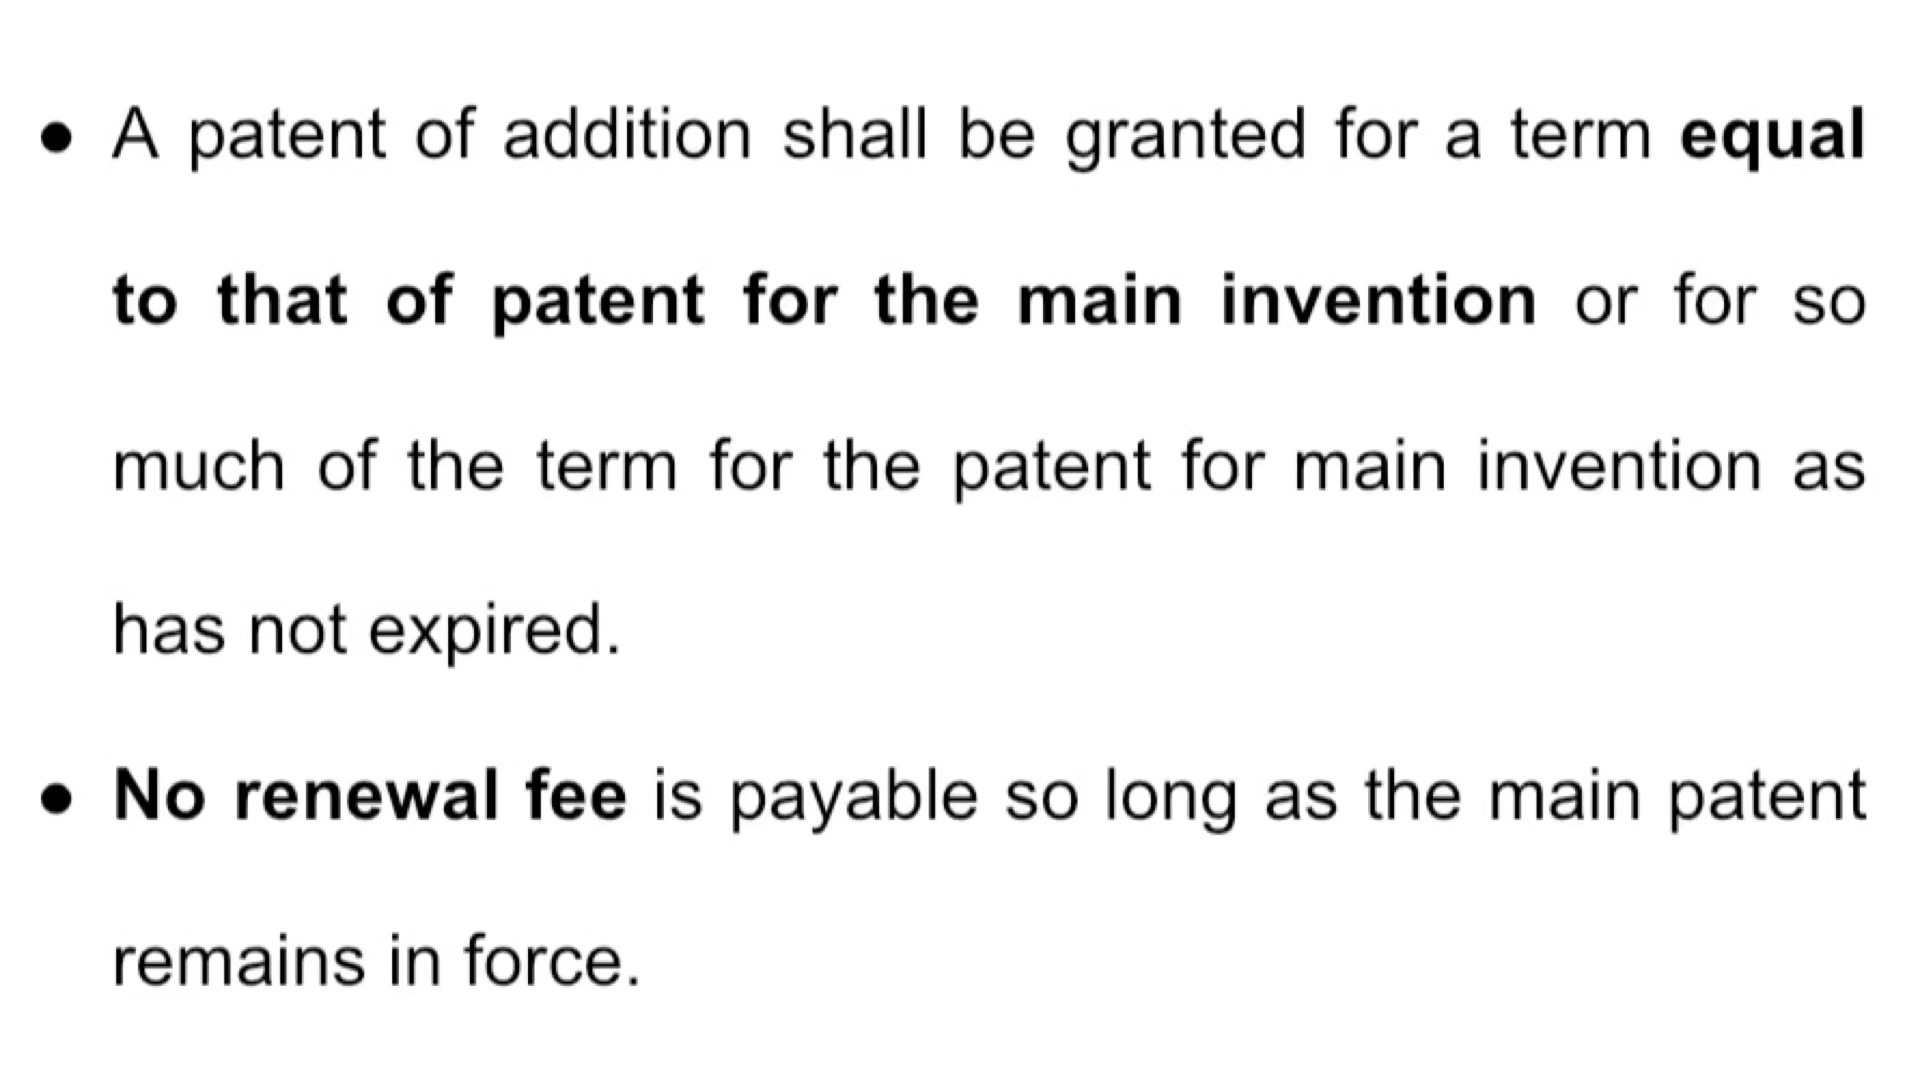 ● A patent of addition shall be granted for a term equal
to that of patent for the main invention or for so
much of the term for the patent for main invention as
has not expired.
● No renewal fee is payable so long as the main patent
remains in force.